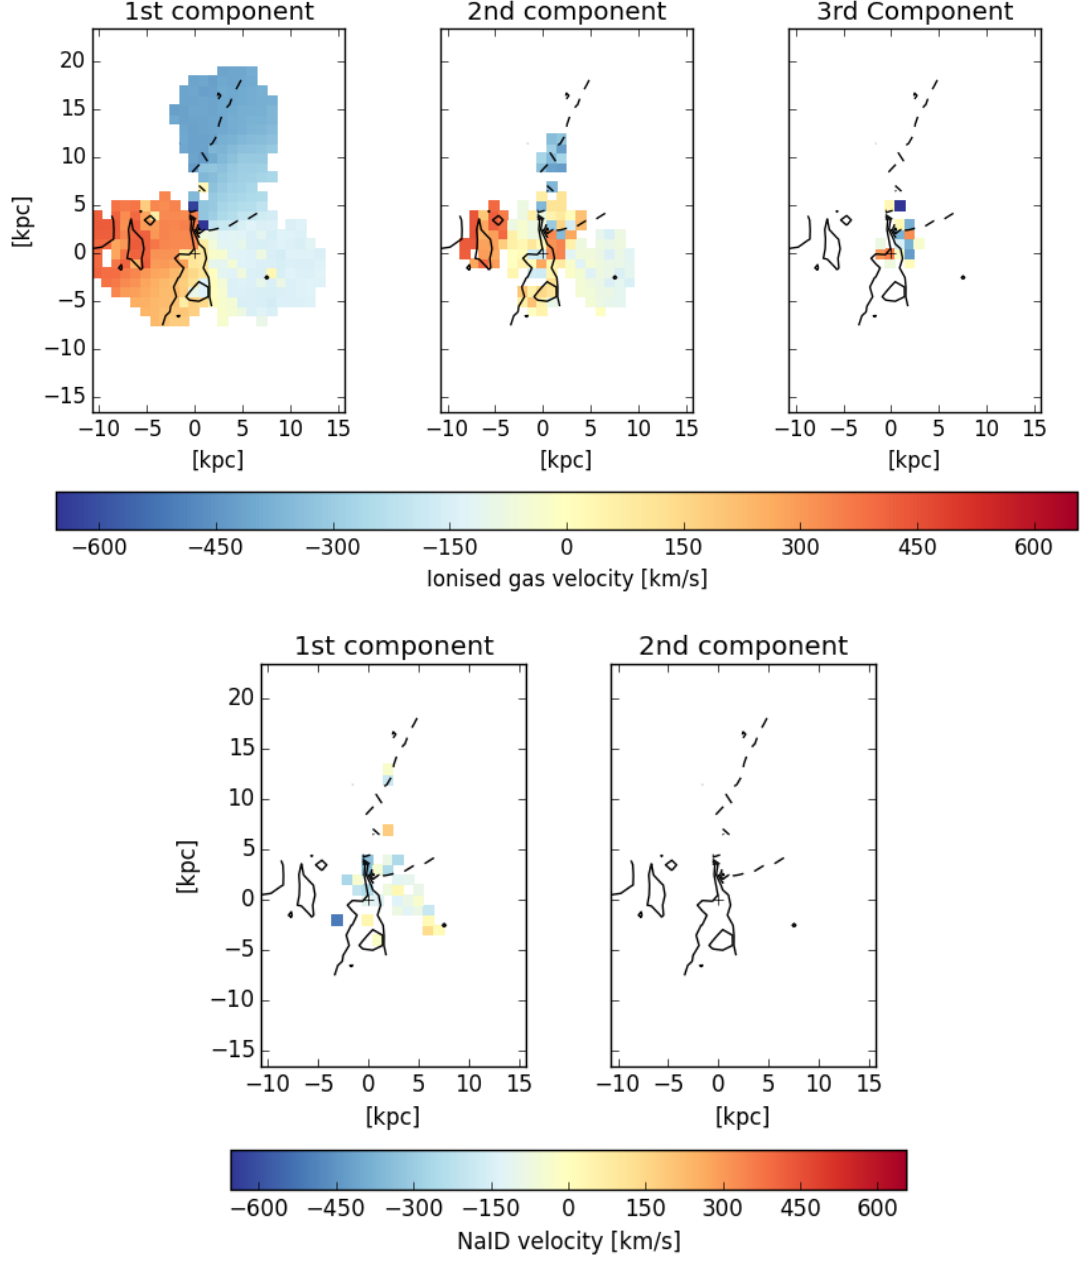 1st component 2nd component 3rd Component
20
15
10
5
0
−5
−10
−15
[kpc]
−10 −5 0 5 10 15 −10 −5 0 5 10 15 −10 −5 0 5 10 15
[kpc] [kpc] [kpc]
−600 −450 −300 −150 0 150 300 450 600
Ionised gas velocity [km/s]
1st component 2nd component
20
15
10
5
0
−5
−10
−15
[kpc]
−10 −5 0 5 10 15 −10 −5 0 5 10 15
[kpc] [kpc]
−600 −450 −300 −150 0 150 300 450 600
NaID velocity [km/s]